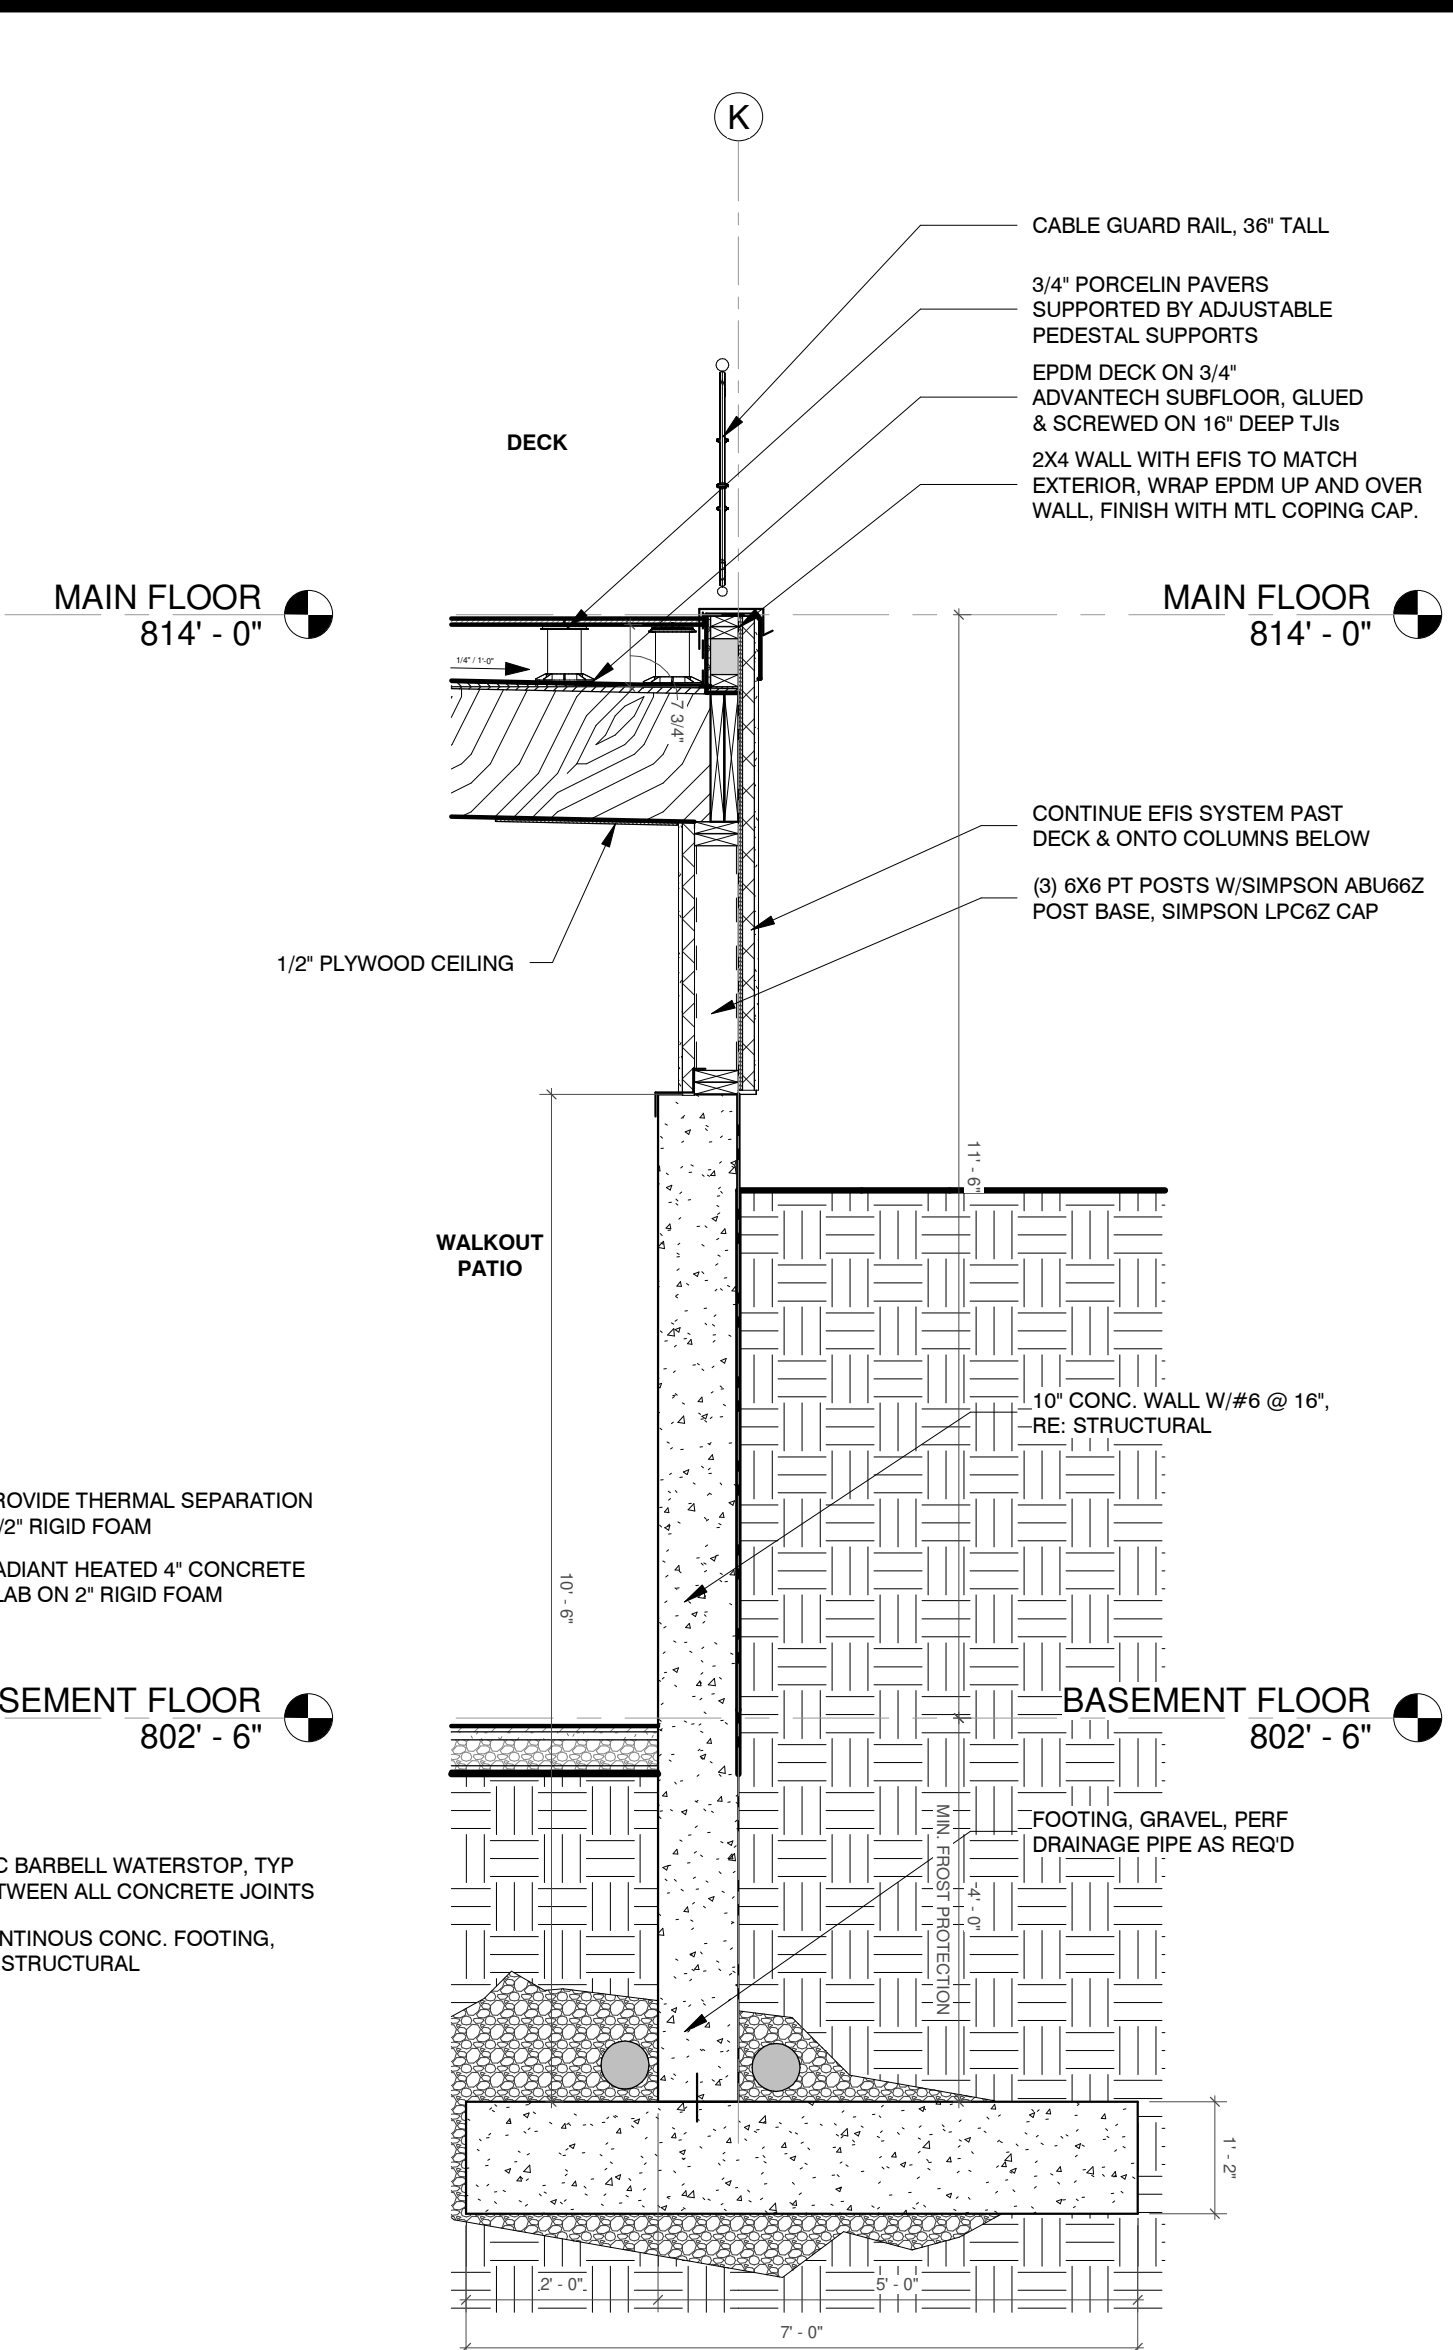 K
CABLE GUARD RAIL, 36" TALL
3/4" PORCELIN PAVERS
SUPPORTED BY ADJUSTABLE
PEDESTAL SUPPORTS
EPDM DECK ON 3/4"
ADVANTECH SUBFLOOR, GLUED
& SCREWED ON 16" DEEP TJIs
2X4 WALL WITH EFIS TO MATCH
EXTERIOR, WRAP EPDM UP AND OVER
WALL, FINISH WITH MTL COPING CAP.
DECK
MAIN FLOOR
814' - 0"
MAIN FLOOR
814' - 0"
1/4" / 1'-0"
7 3/4"
CONTINUE EFIS SYSTEM PAST
DECK & ONTO COLUMNS BELOW
(3) 6X6 PT POSTS W/SIMPSON ABU66Z
POST BASE, SIMPSON LPC6Z CAP
1/2" PLYWOOD CEILING
11' - 6"
WALKOUT
PATIO
10" CONC. WALL W/#6 @ 16",
RE: STRUCTURAL
ROVIDE THERMAL SEPARATION
/2" RIGID FOAM
ADIANT HEATED 4" CONCRETE
LAB ON 2" RIGID FOAM
10' - 6"
SEMENT FLOOR
802' - 6"
BASEMENT FLOOR
802' - 6"
FOOTING, GRAVEL, PERF
DRAINAGE PIPE AS REQ'D
MIN. FROST PROTECTION
4' - 0"
C BARBELL WATERSTOP, TYP
TWEEN ALL CONCRETE JOINTS
NTINOUS CONC. FOOTING,
STRUCTURAL
1' - 2"
2' - 0"
5' - 0"
7' - 0"